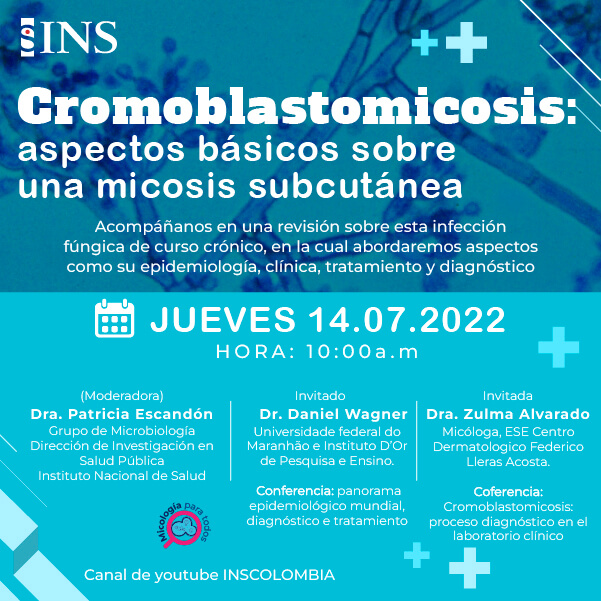 INS
Cromoblastomicosis:
aspectos básicos sobre
una micosis subcutánea
Acompáñanos en una revisión sobre esta infección
fúngica de curso crónico, en la cual abordaremos aspectos
como su epidemiología, clínica, tratamiento y diagnóstico
JUEVES 14.07.2022
HORA: 10:00a.m
(Moderadora)
Dra. Patricia Escandón
Grupo de Microbiología
Dirección de Investigación en
Salud Pública
Instituto Nacional de Salud
Invitado
Dr. Daniel Wagner
Universidade federal do
Maranhão e Instituto D'Or
de Pesquisa e Ensino.
Conferencia: panorama
epidemiológico mundial,
diagnóstico e tratamiento
Invitada
Dra. Zulma Alvarado
Micóloga, ESE Centro
Dermatologico Federico
Lleras Acosta.
Coferencia:
Cromoblastomicosis:
proceso diagnóstico en el
laboratorio clínico
Micología para todos
Canal de youtube INSCOLOMBIA